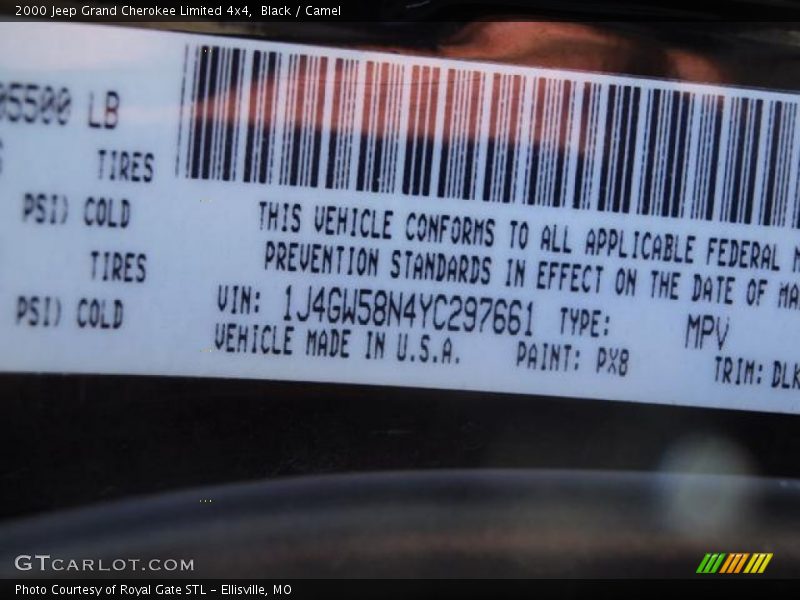 2000 Jeep Grand Cherokee Limited 4x4, Black / Camel
05500 LB
TIRES
PSI) COLD
TIRES
PSI) COLD
THIS VEHICLE CONFORMS TO ALL APPLICABLE FEDERAL
PREVENTION STANDARDS IN EFFECT ON THE DATE OF
VIN: 1J4GW58N4YC297661 TYPE: MPV
VEHICLE MADE IN U.S.A. PAINT: PX8 TRIM: DLK
GTCARLOT.COM
Photo Courtesy of Royal Gate STL - Ellisville, MO